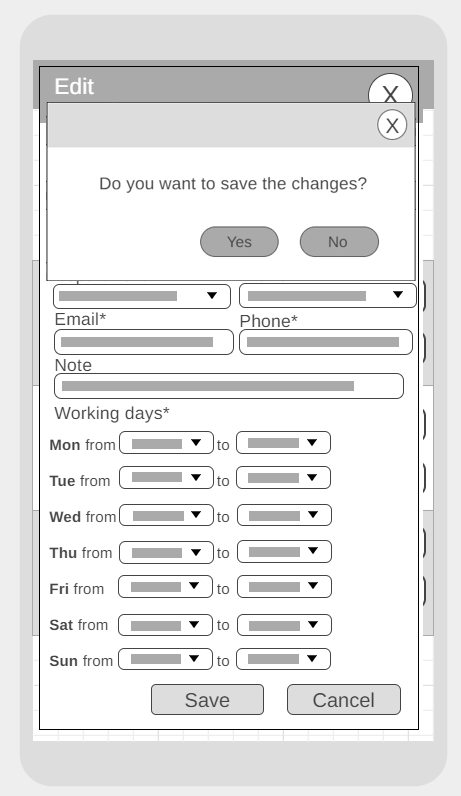 Edit
X
X
Do you want to save the changes?
Yes No
Email* Phone*
Note
Working days*
Mon from to
Tue from to
Wed from to
Thu from to
Fri from to
Sat from to
Sun from to
Save Cancel